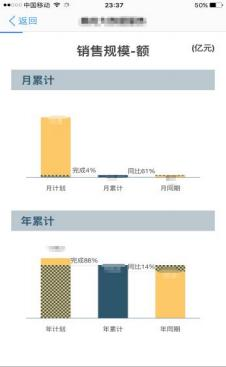 中国移动 23:37 50%
返回
销售规模-额 (亿元)
月累计
完成4% 同比61%
月计划 月累计 月同期
年累计
完成88%
同比14%
年计划 年累计 年同期